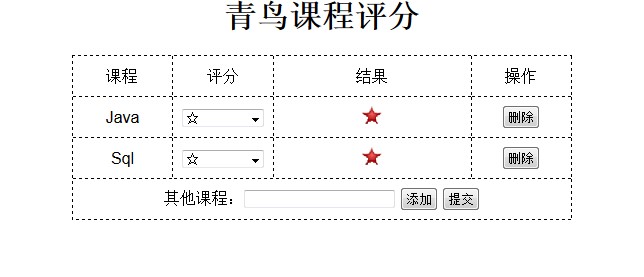 青鸟课程评分
课程 评分 结果 操作
Java ☆ 删除
Sql ☆ 删除
其他课程： 添加 提交